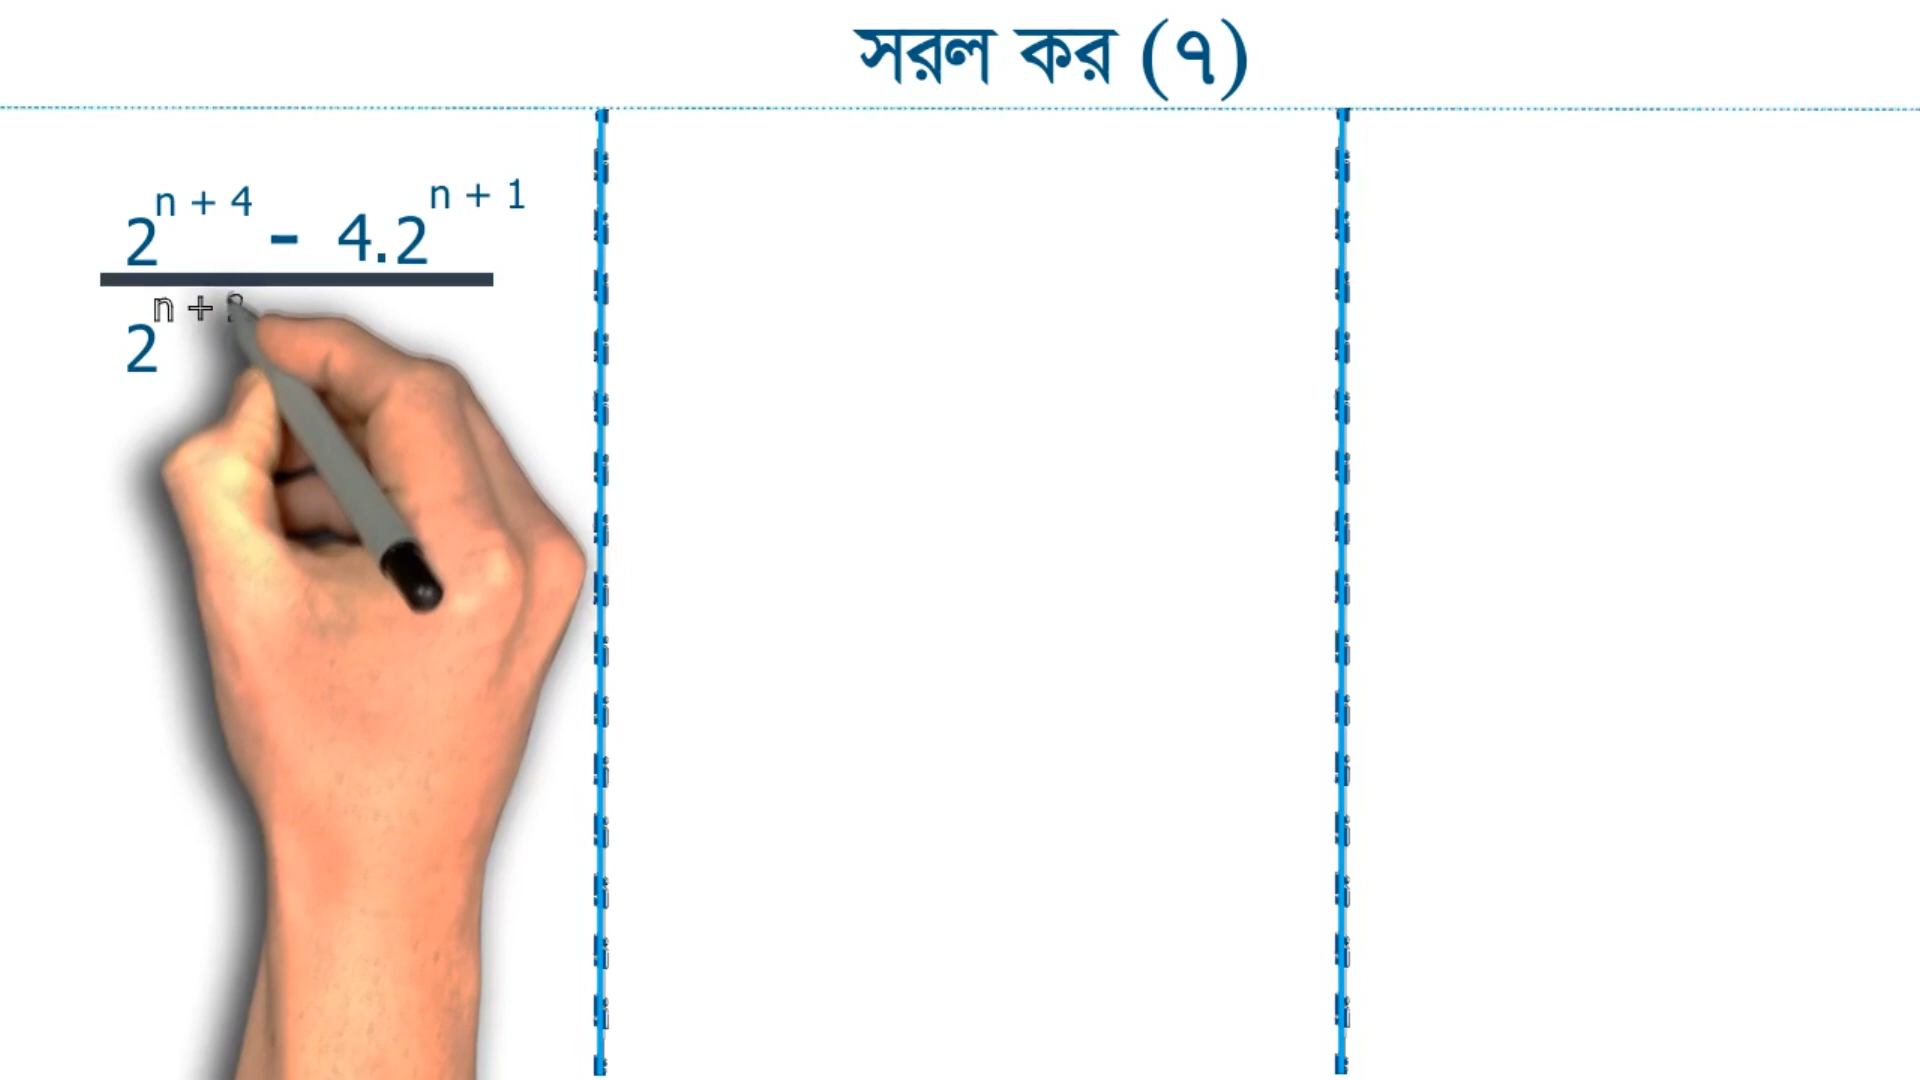 সরল কর (৭)
2^{n + 4} - 4.2^{n + 1}
2^{n +}